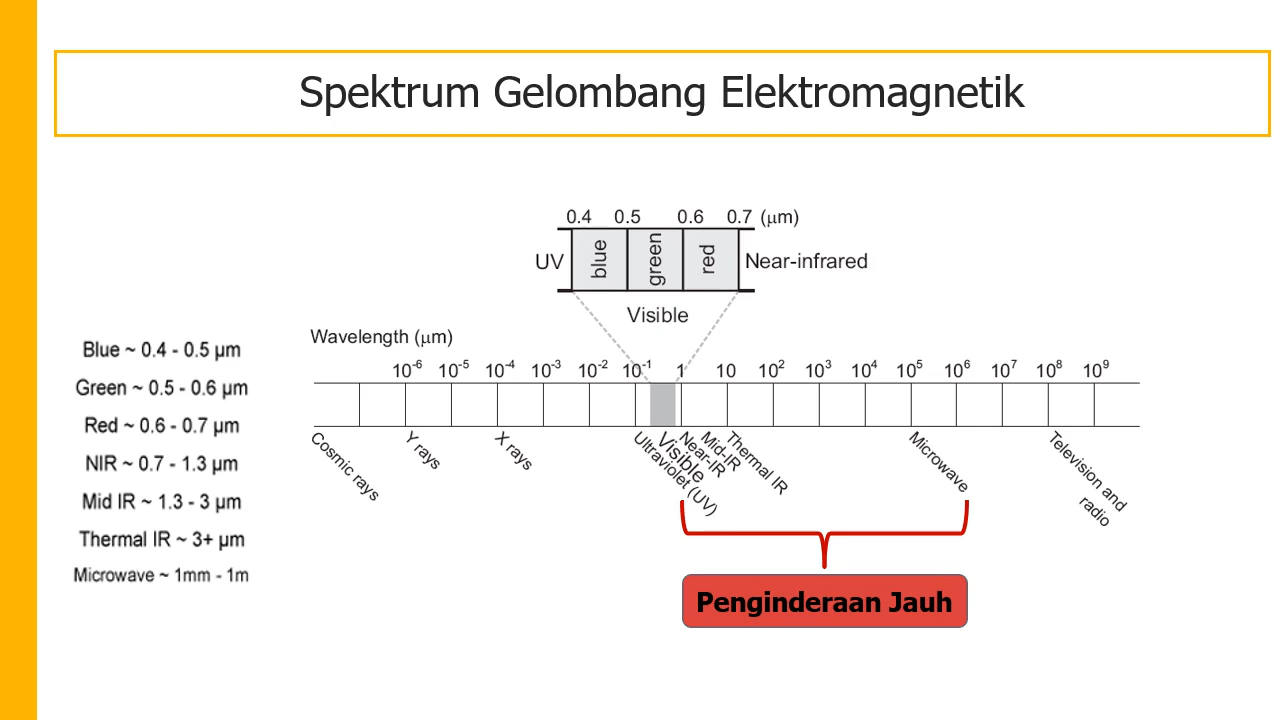 Spektrum Gelombang Elektromagnetik
0.4 0.5 0.6 0.7 (μm)
UV blue green red Near-infrared
Visible
Wavelength (μm)
10⁻⁶ 10⁻⁵ 10⁻⁴ 10⁻³ 10⁻² 10⁻¹ 1 10 10² 10³ 10⁴ 10⁵ 10⁶ 10⁷ 10⁸ 10⁹
Cosmic rays
Y rays
X rays
Ultraviolet (UV)
Visible
Near-IR
Mid-IR
Thermal IR
Microwave
Television and
radio
Blue ~ 0.4 - 0.5 μm
Green ~ 0.5 - 0.6 μm
Red ~ 0.6 - 0.7 μm
NIR ~ 0.7 - 1.3 μm
Mid IR ~ 1.3 - 3 μm
Thermal IR ~ 3+ μm
Microwave ~ 1mm - 1m
Penginderaan Jauh